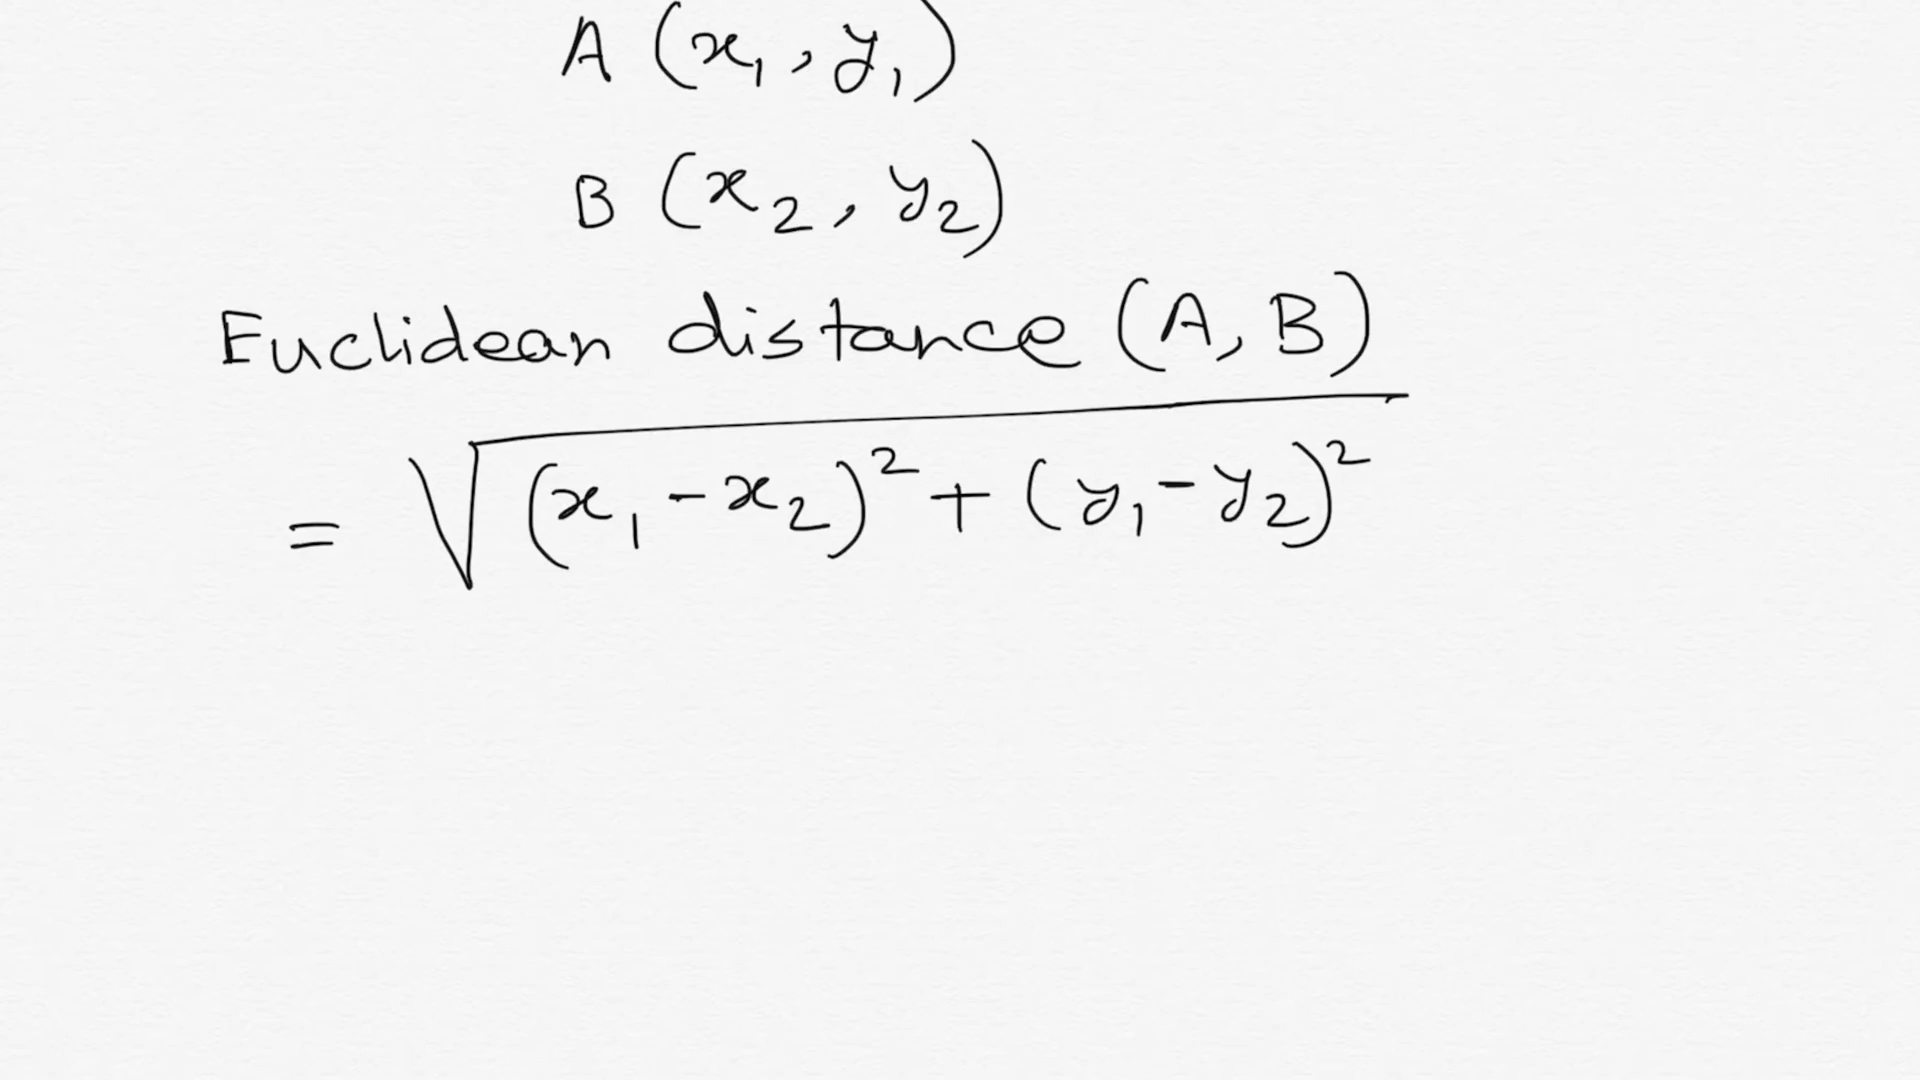 A (x₁, y₁)
B (x₂, y₂)
Euclidean distance (A, B)
= √((x₁ - x₂)² + (y₁ - y₂)²)